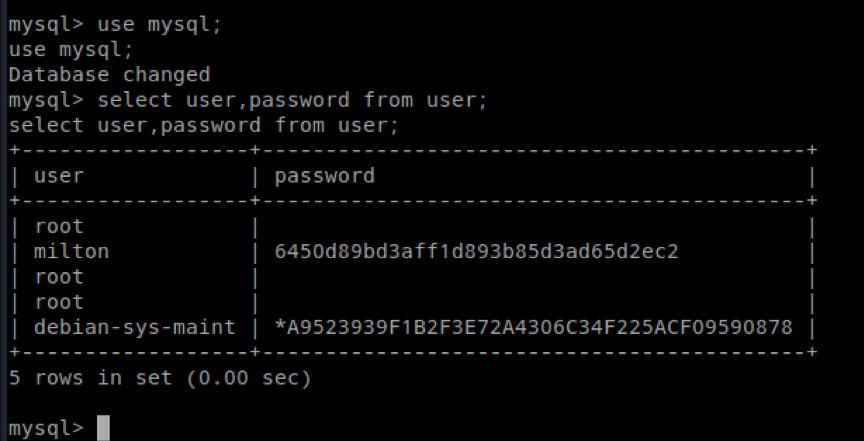 mysql> use mysql;
use mysql;
Database changed
mysql> select user,password from user;
select user,password from user;
+------------------+-------------------------------------------+
| user             | password                                  |
+------------------+-------------------------------------------+
| root             |                                           |
| milton           | 6450d89bd3aff1d893b85d3ad65d2ec2          |
| root             |                                           |
| root             |                                           |
| debian-sys-maint | *A9523939F1B2F3E72A4306C34F225ACF09590878 |
+------------------+-------------------------------------------+
5 rows in set (0.00 sec)
mysql>